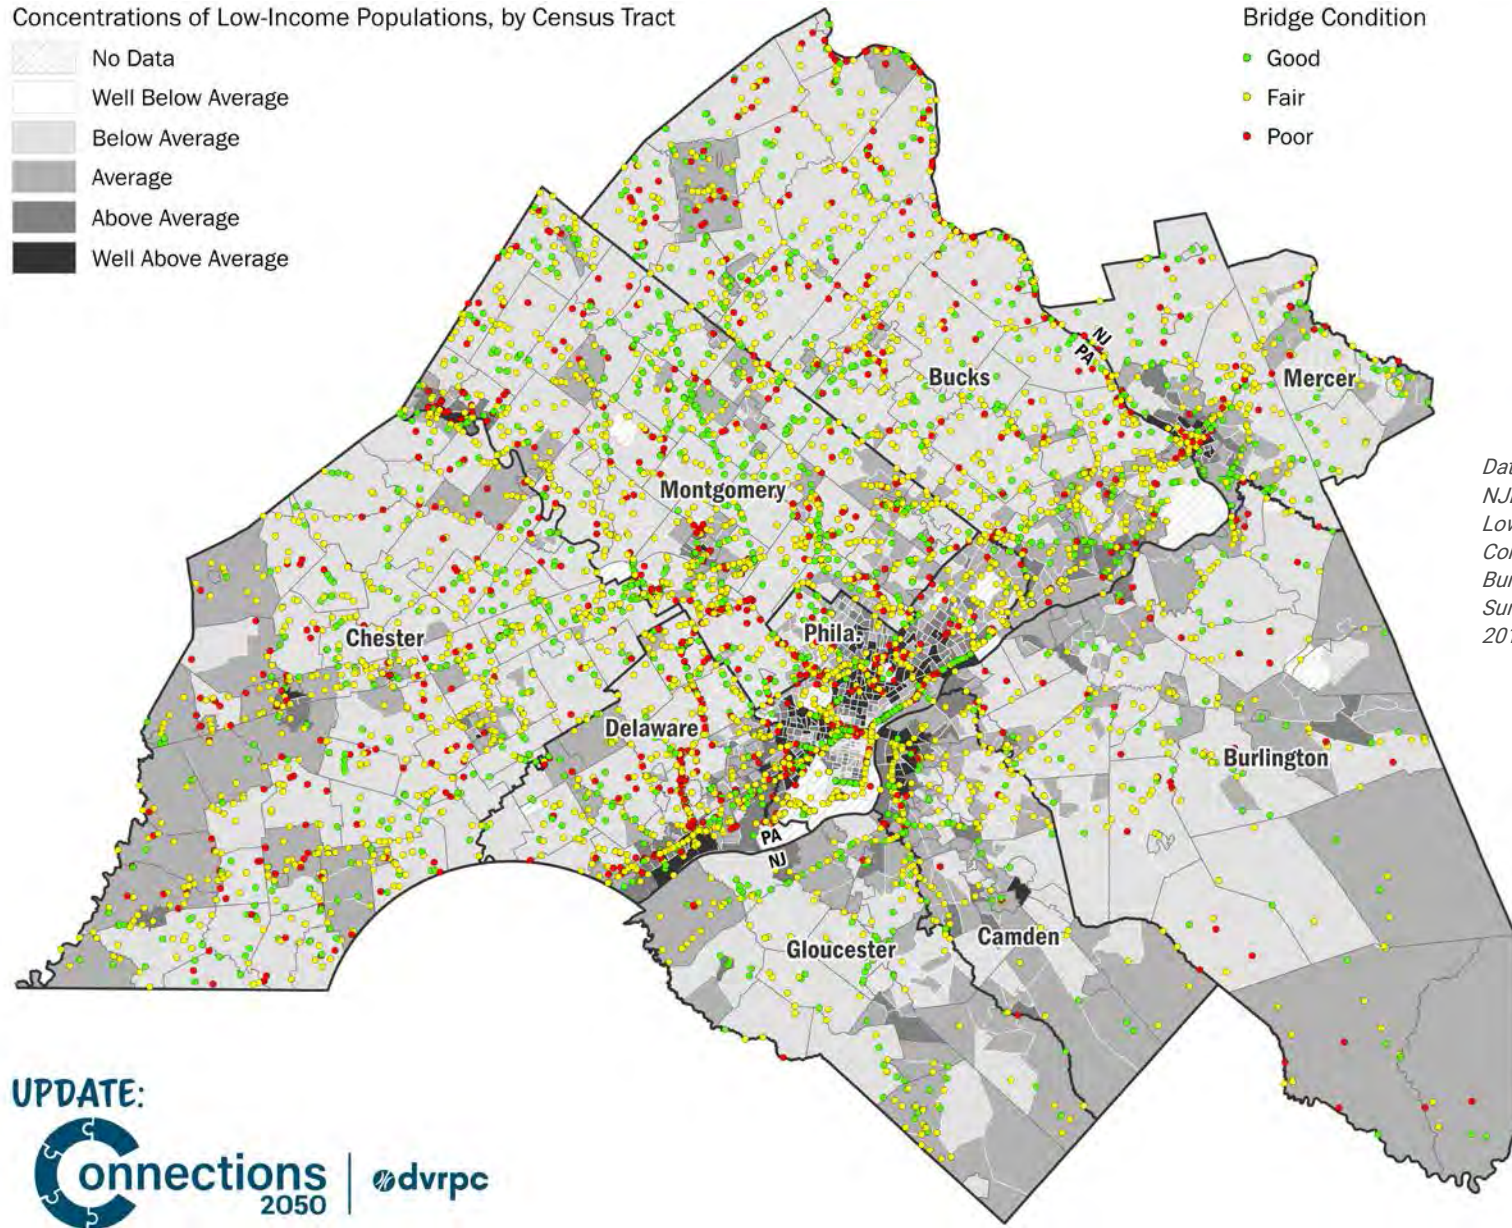 Concentrations of Low-Income Populations, by Census Tract
No Data
Well Below Average
Below Average
Average
Above Average
Well Above Average
Bridge Condition
Good
Fair
Poor
NJ
PA
Bucks
Mercer
Montgomery
Chester
Phila.
Delaware
Burlington
PA
NJ
Gloucester
Camden
UPDATE:
Connections
2050
dvrpc